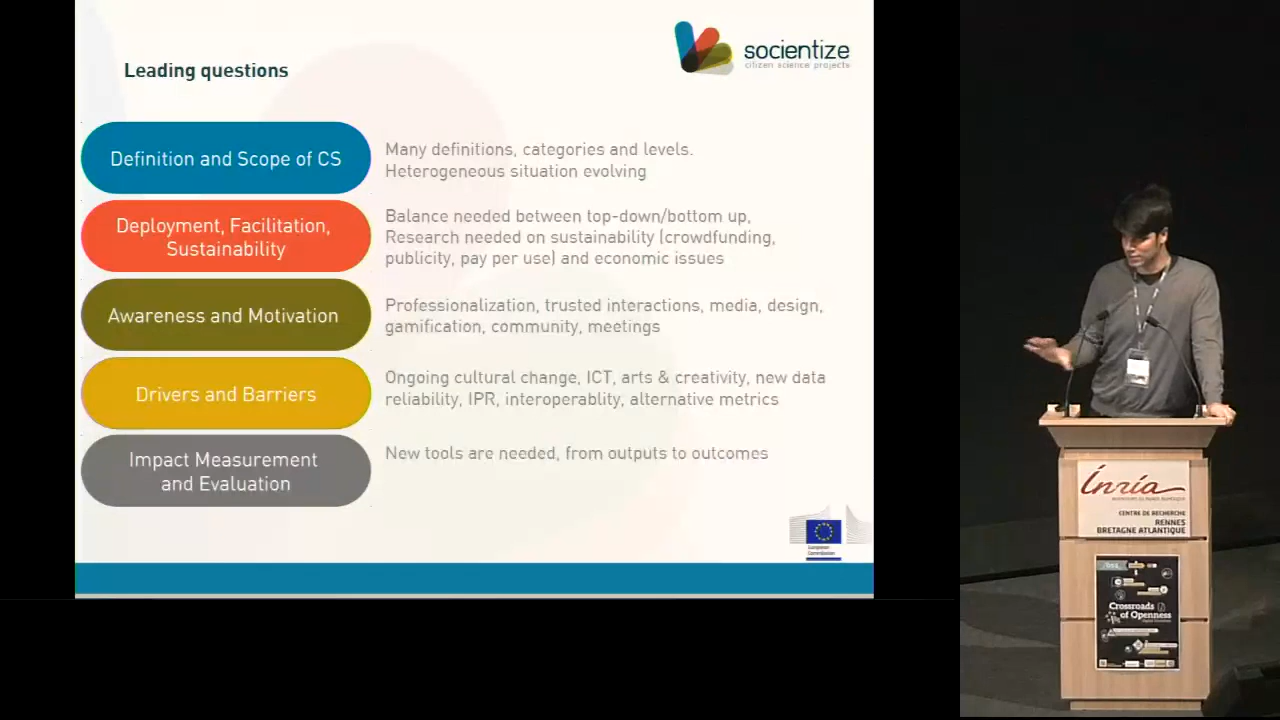 Leading questions
socientize
citizen science projects
Definition and Scope of CS
Many definitions, categories and levels.
Heterogeneous situation evolving
Deployment, Facilitation,
Sustainability
Balance needed between top-down/bottom up,
Research needed on sustainability (crowdfunding,
publicity, pay per use) and economic issues
Awareness and Motivation
Professionalization, trusted interactions, media, design,
gamification, community, meetings
Drivers and Barriers
Ongoing cultural change, ICT, arts & creativity, new data
reliability, IPR, interoperablity, alternative metrics
Impact Measurement
and Evaluation
New tools are needed, from outputs to outcomes
European
Commission
Inria
CENTRE DE RECHERCHE
RENNES
BRETAGNE ATLANTIQUE
Crossroads
of Openness